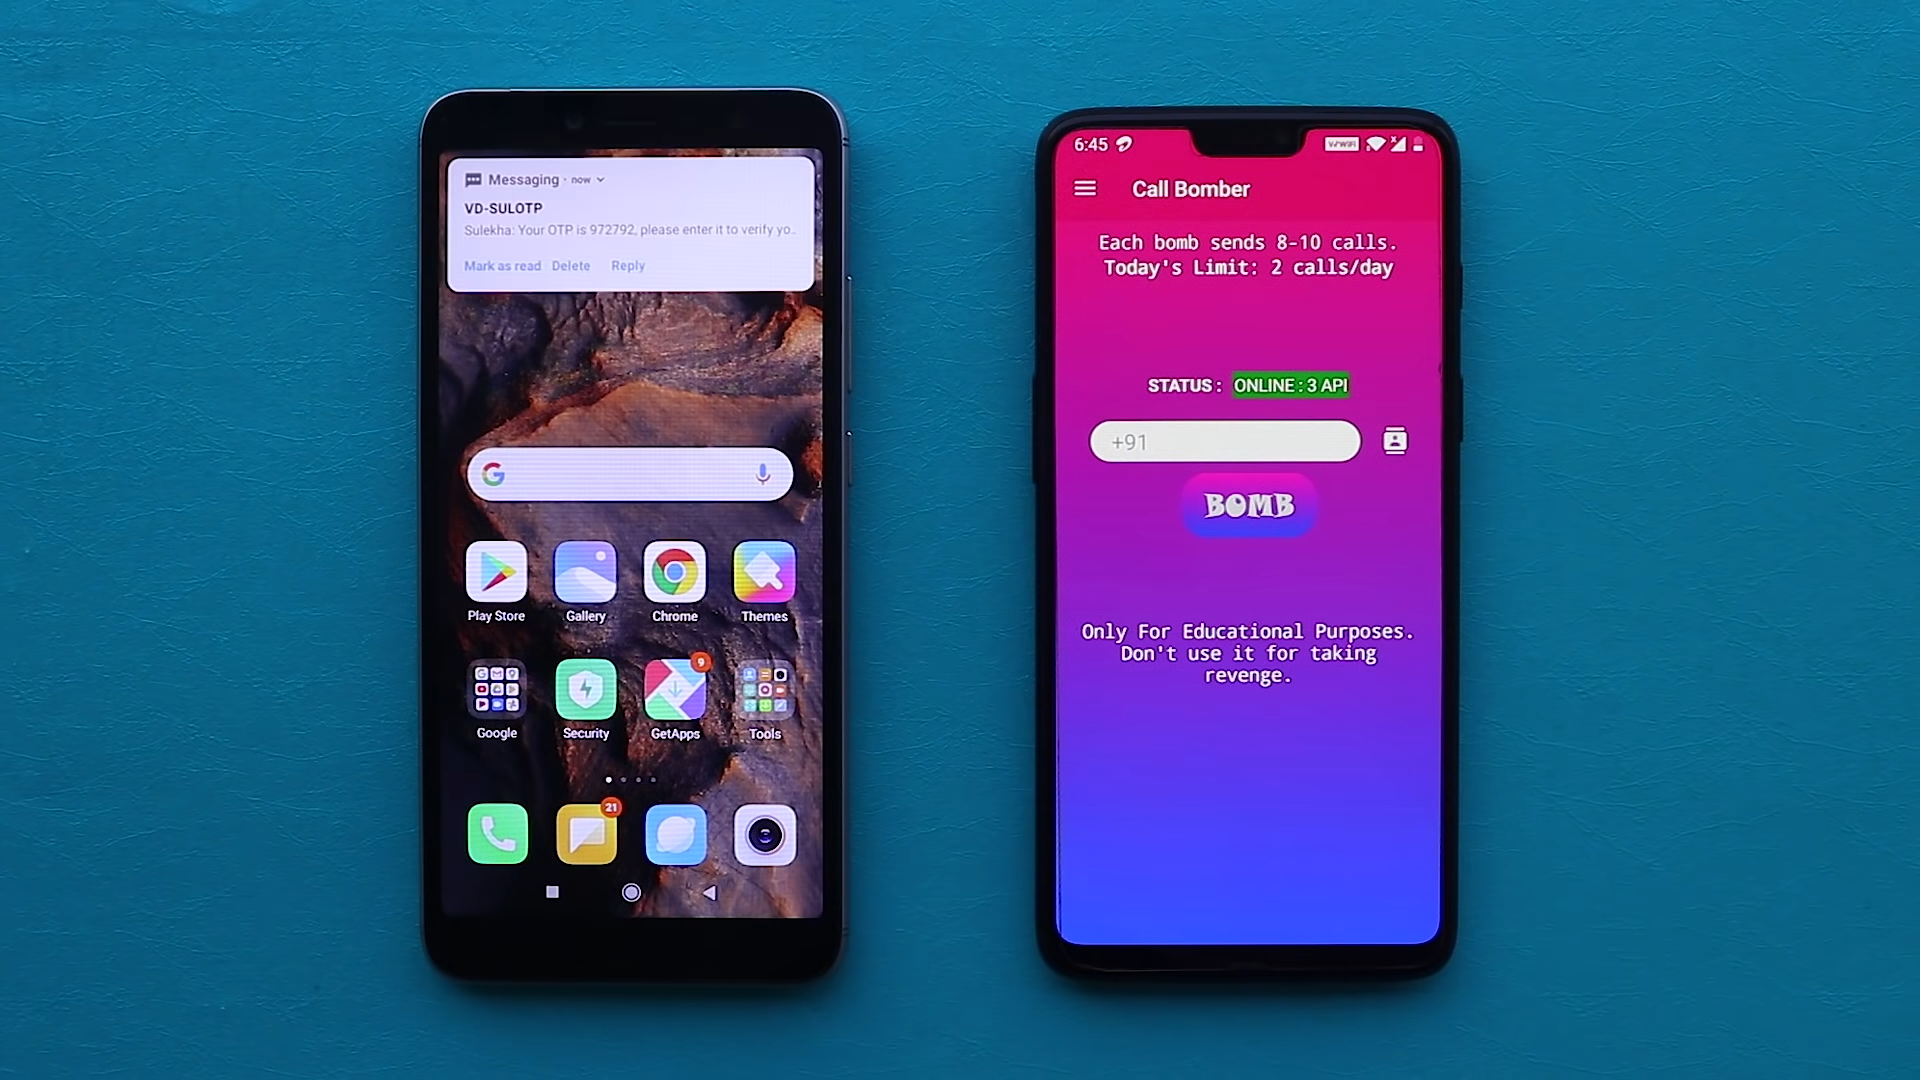 Messaging · now
VD-SULOTP
Sulekha: Your OTP is 972792, please enter it to verify yo..
Mark as read Delete Reply
Play Store Gallery Chrome Themes
9
Google Security GetApps Tools
21
6:45
Call Bomber
Each bomb sends 8-10 calls.
Today's Limit: 2 calls/day
STATUS : ONLINE : 3 API
+91
BOMB
Only For Educational Purposes.
Don't use it for taking
revenge.